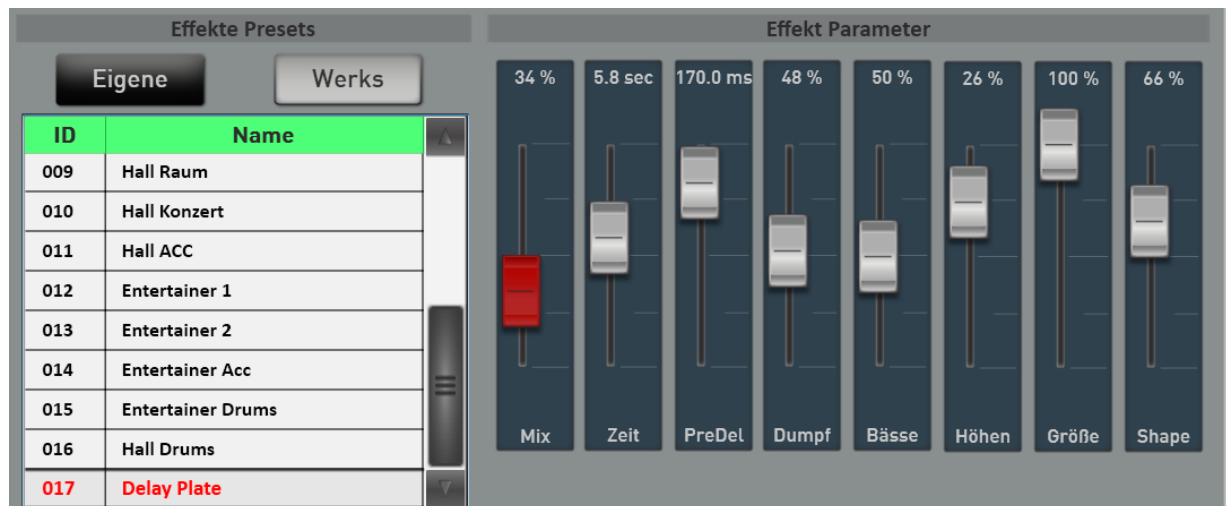 Effekte Presets
Eigene Werks
ID Name
009 Hall Raum
010 Hall Konzert
011 Hall ACC
012 Entertainer 1
013 Entertainer 2
014 Entertainer Acc
015 Entertainer Drums
016 Hall Drums
017 Delay Plate
Effekt Parameter
34 % 5.8 sec 170.0 ms 48 % 50 % 26 % 100 % 66 %
Mix Zeit PreDel Dumpf Bässe Höhen Größe Shape